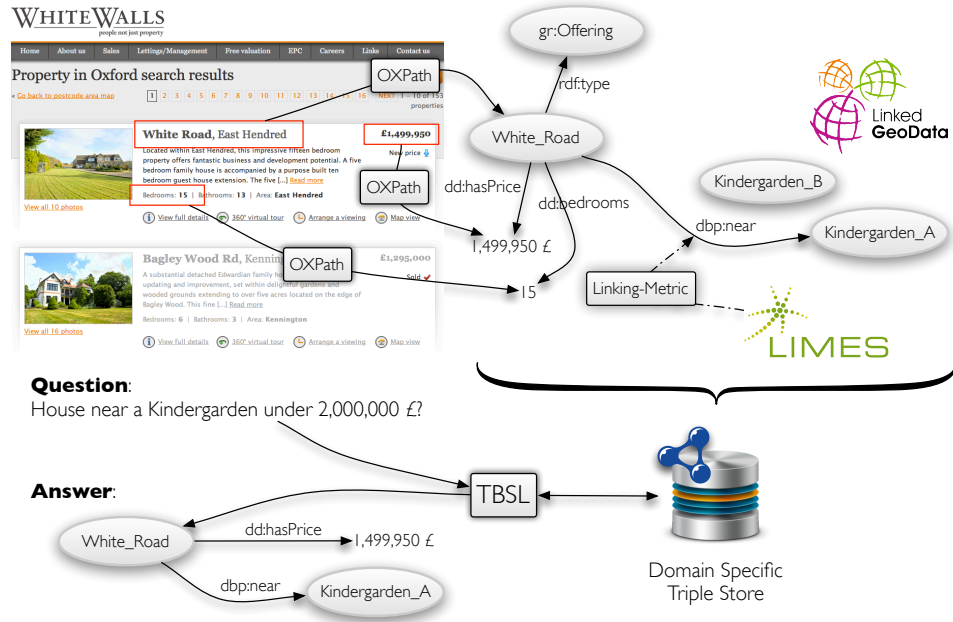 WHITEWALLS
people not just property
Home About us Sales Lettings/Management Free valuation EPC Careers Links Contact us
Property in Oxford search results
« Go back to postcode area map
1 2 3 4 5 6 7 8 9 10 11 12 13 14 15 16 NEXT 1 - 10 of 153
properties
OXPath
White Road, East Hendred
£1,499,950
Located within East Hendred, this impressive fifteen bedroom
property offers fantastic business and development potential. A five
bedroom family house is accompanied by a purpose built ten
bedroom guest house extension. The five [...] Read more
New price
Bedrooms: 15 | Bathrooms: 13 | Area: East Hendred
OXPath
View all 10 photos
View full details 360° virtual tour Arrange a viewing Map view
Bagley Wood Rd, Kenning
£1,295,000
OXPath
A substantial detached Edwardian family h
updating and improvement, set within delightful gardens and
wooded grounds extending to over five acres located on the edge of
Bagley Wood. This fine [...] Read more
Sold
Bedrooms: 6 | Bathrooms: 3 | Area: Kennington
View all 16 photos
View full details 360° virtual tour Arrange a viewing Map view
gr:Offering
rdf:type
White_Road
dd:hasPrice
dd:bedrooms
1,499,950 £
15
Linked
GeoData
Kindergarden_B
dbp:near
Kindergarden_A
Linking-Metric
LIMES
Question:
House near a Kindergarden under 2,000,000 £?
TBSL
Answer:
White_Road
dd:hasPrice
1,499,950 £
dbp:near
Kindergarden_A
Domain Specific
Triple Store